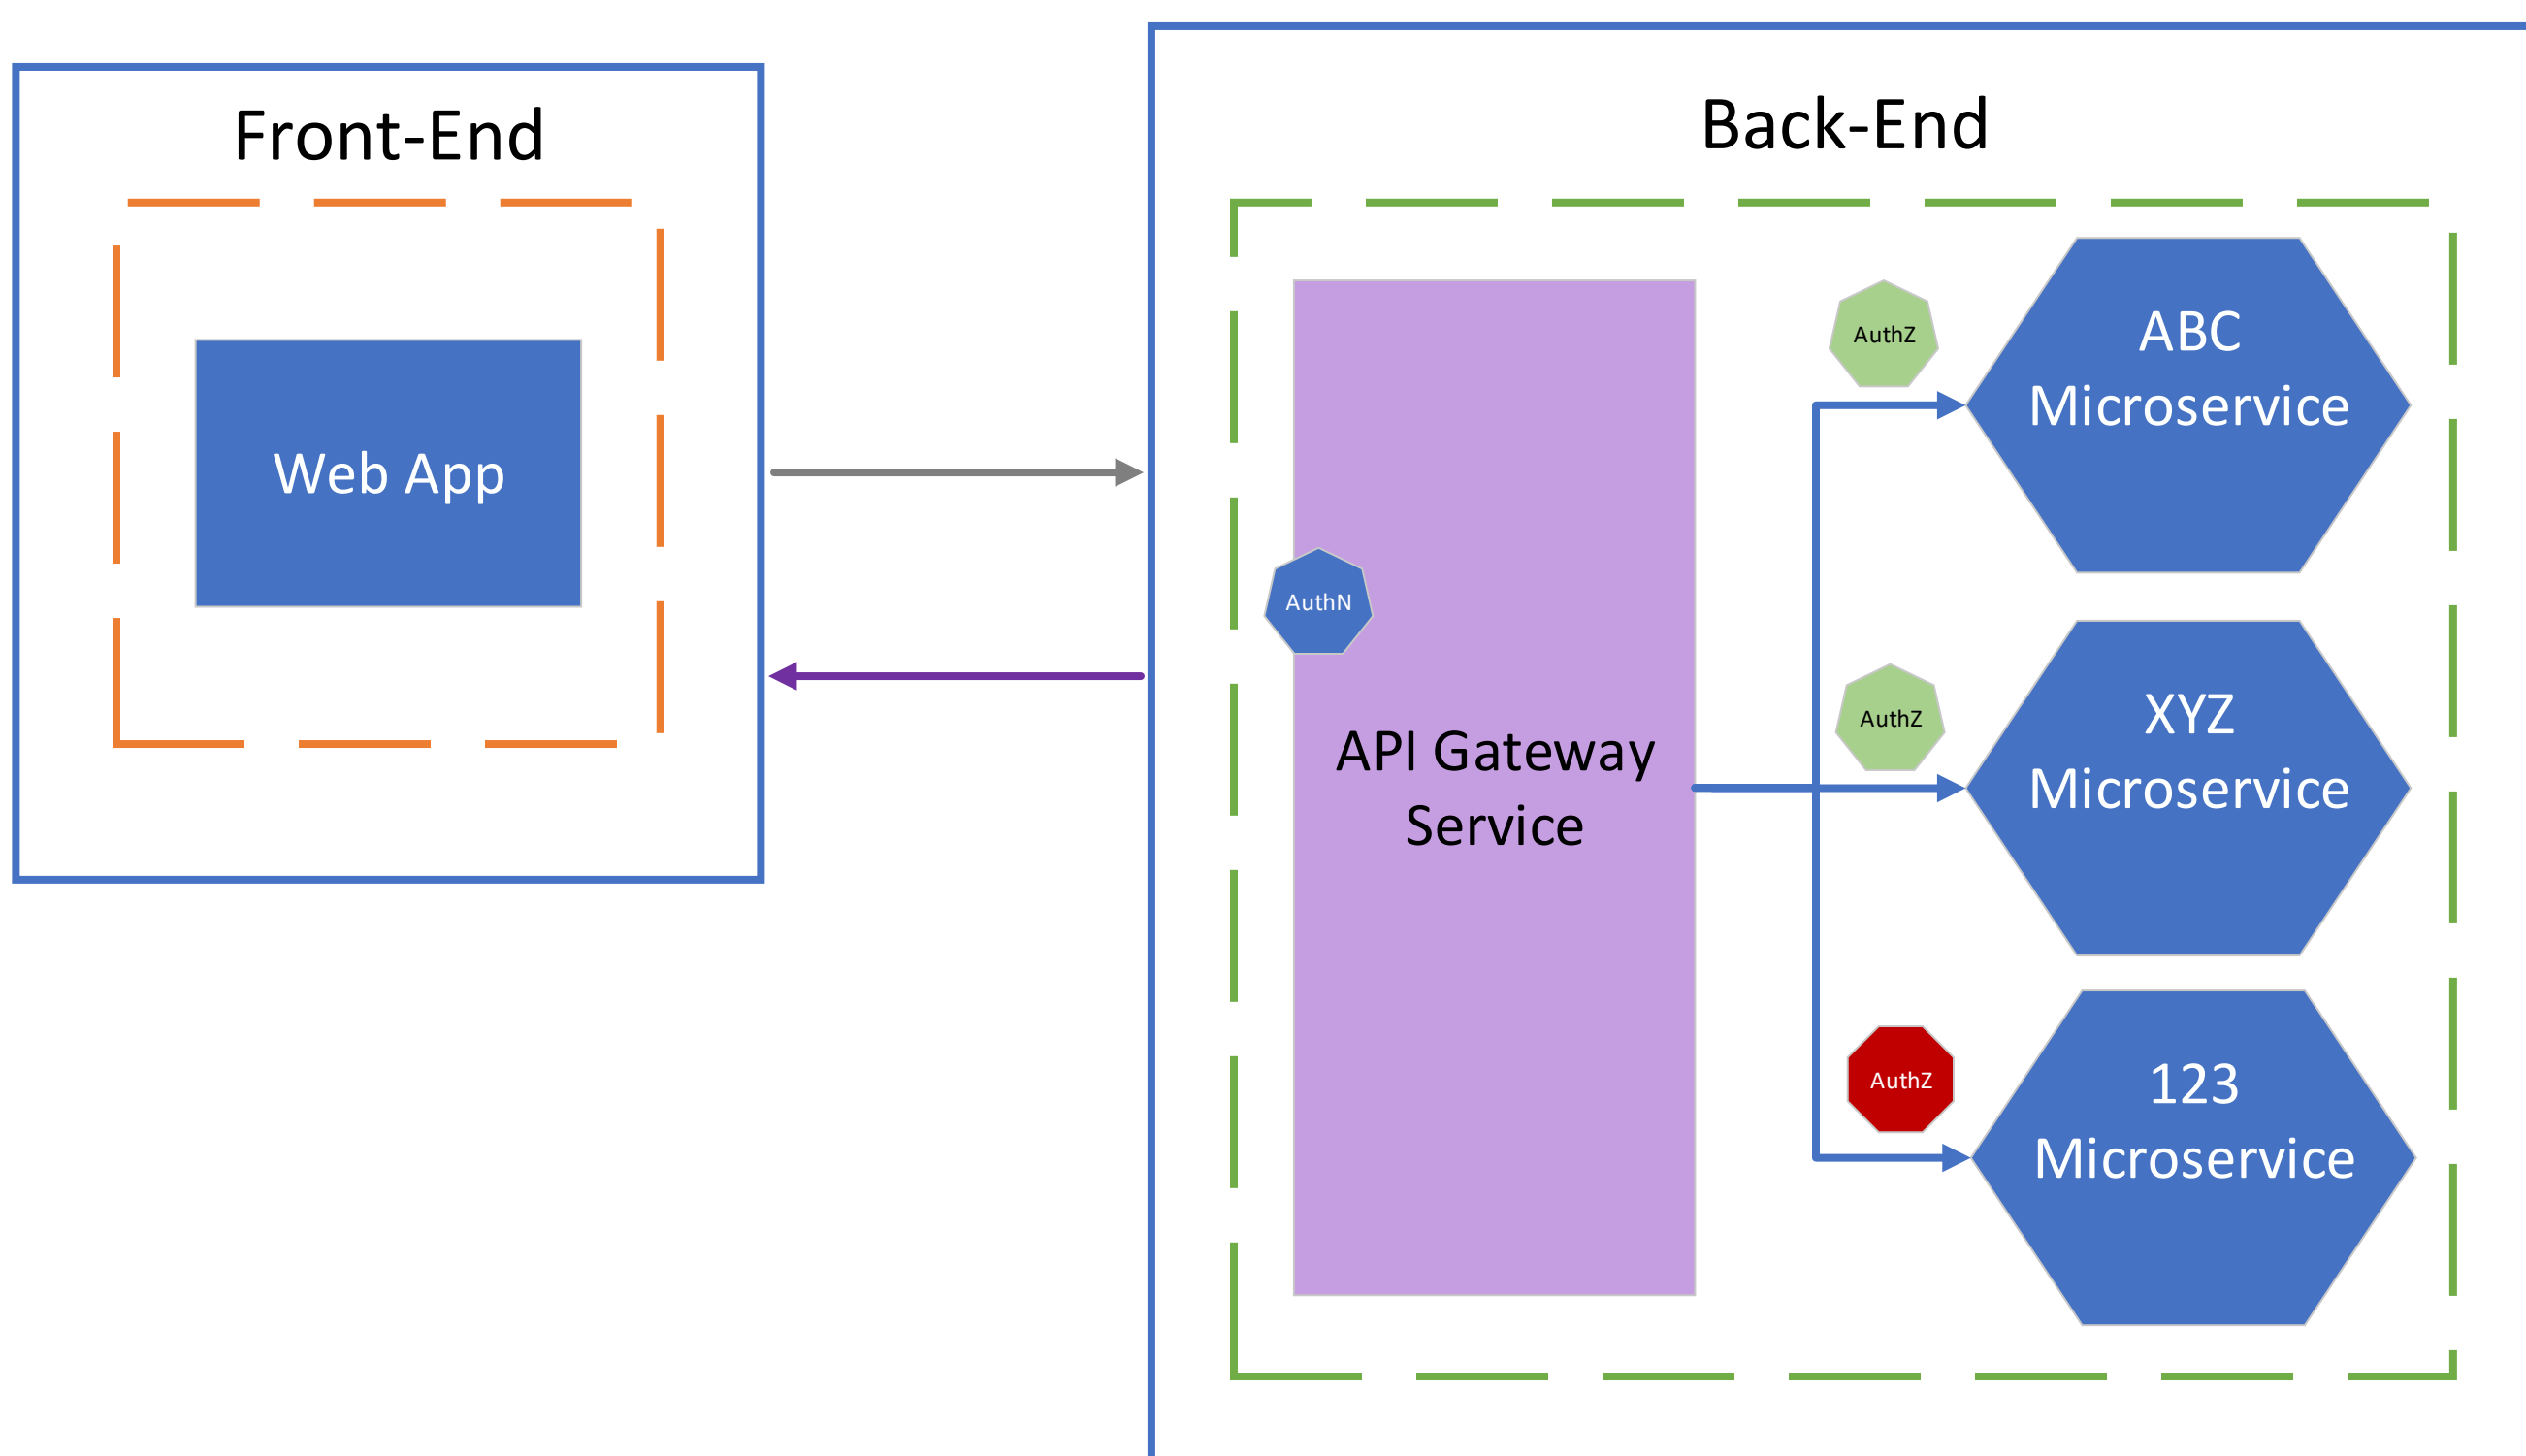 Front-End
Web App
Back-End
AuthN
API Gateway
Service
AuthZ
ABC
Microservice
AuthZ
XYZ
Microservice
AuthZ
123
Microservice